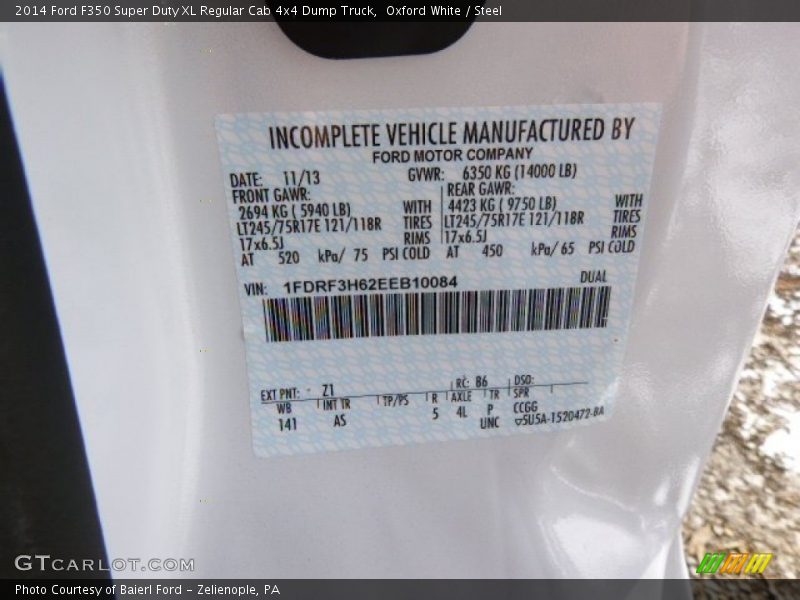 2014 Ford F350 Super Duty XL Regular Cab 4x4 Dump Truck, Oxford White / Steel
INCOMPLETE VEHICLE MANUFACTURED BY
FORD MOTOR COMPANY
DATE: 11/13 GVWR: 6350 KG (14000 LB)
FRONT GAWR: REAR GAWR:
2694 KG ( 5940 LB) WITH 4423 KG ( 9750 LB) WITH
LT245/75R17E 121/118R TIRES LT245/75R17E 121/118R TIRES
17x6.5J RIMS 17x6.5J RIMS
AT 520 kPa/ 75 PSI COLD AT 450 kPa/ 65 PSI COLD
VIN: 1FDRF3H62EEB10084 DUAL
EXT PNT: Z1 RC: 86 DSO:
WB INT TR TP/PS R AXLE TR SPR
141 AS 5 4L P CCGG
UNC 5U5A-1520472-BA
GTCARLOT.COM
Photo Courtesy of Baierl Ford – Zelienople, PA